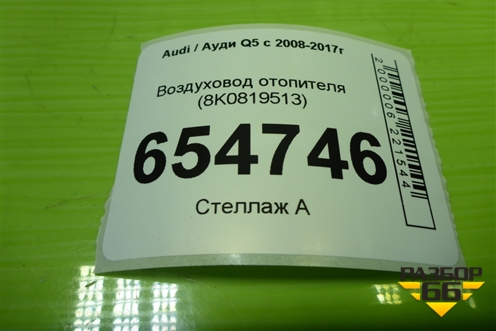 Audi / Ауди Q5 с 2008-2017г
Воздуховод отопителя
(8K0819513)
654746
Стеллаж А
2000006221544
РАЗБОР
66